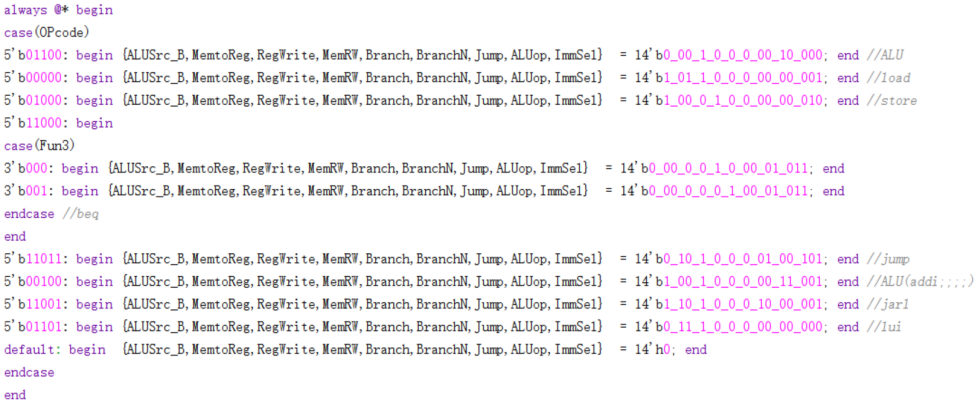 always @* begin
case(OPcode)
5'b01100: begin {ALUSrc_B,MemtoReg,RegWrite,MemRW,Branch,BranchN,Jump,ALUop,ImmSel} = 14'b0_00_1_0_0_0_00_10_000; end //ALU
5'b00000: begin {ALUSrc_B,MemtoReg,RegWrite,MemRW,Branch,BranchN,Jump,ALUop,ImmSel} = 14'b1_01_1_0_0_0_00_00_001; end //load
5'b01000: begin {ALUSrc_B,MemtoReg,RegWrite,MemRW,Branch,BranchN,Jump,ALUop,ImmSel} = 14'b1_00_0_1_0_0_00_00_010; end //store
5'b11000: begin
case(Fun3)
3'b000: begin {ALUSrc_B,MemtoReg,RegWrite,MemRW,Branch,BranchN,Jump,ALUop,ImmSel} = 14'b0_00_0_0_1_0_00_01_011; end
3'b001: begin {ALUSrc_B,MemtoReg,RegWrite,MemRW,Branch,BranchN,Jump,ALUop,ImmSel} = 14'b0_00_0_0_0_1_00_01_011; end
endcase //beq
end
5'b11011: begin {ALUSrc_B,MemtoReg,RegWrite,MemRW,Branch,BranchN,Jump,ALUop,ImmSel} = 14'b0_10_1_0_0_0_01_00_101; end //jump
5'b00100: begin {ALUSrc_B,MemtoReg,RegWrite,MemRW,Branch,BranchN,Jump,ALUop,ImmSel} = 14'b1_00_1_0_0_0_00_11_001; end //ALU(addi;;;;)
5'b11001: begin {ALUSrc_B,MemtoReg,RegWrite,MemRW,Branch,BranchN,Jump,ALUop,ImmSel} = 14'b1_10_1_0_0_0_10_00_001; end //jarl
5'b01101: begin {ALUSrc_B,MemtoReg,RegWrite,MemRW,Branch,BranchN,Jump,ALUop,ImmSel} = 14'b0_11_1_0_0_0_00_00_000; end //lui
default: begin {ALUSrc_B,MemtoReg,RegWrite,MemRW,Branch,BranchN,Jump,ALUop,ImmSel} = 14'h0; end
endcase
end